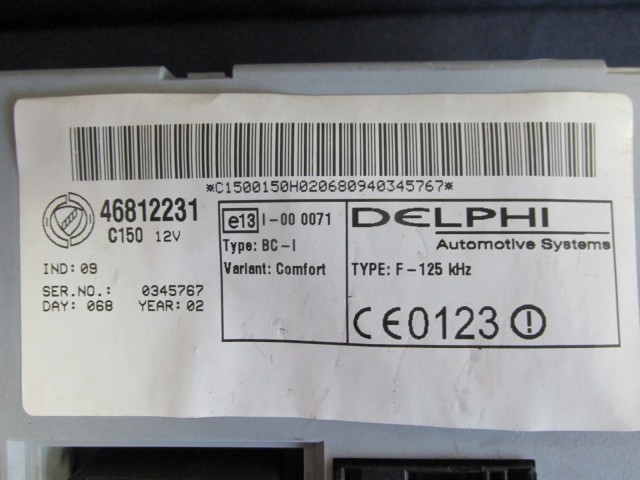 *C1500150H020680940345767*
46812231
C150 12V
IND: 09
SER.NO.: 0345767
DAY: 068 YEAR: 02
e13 I-00 0071
Type: BC-I
Variant: Comfort
DELPHI
Automotive Systems
TYPE: F-125 kHz
CE0123